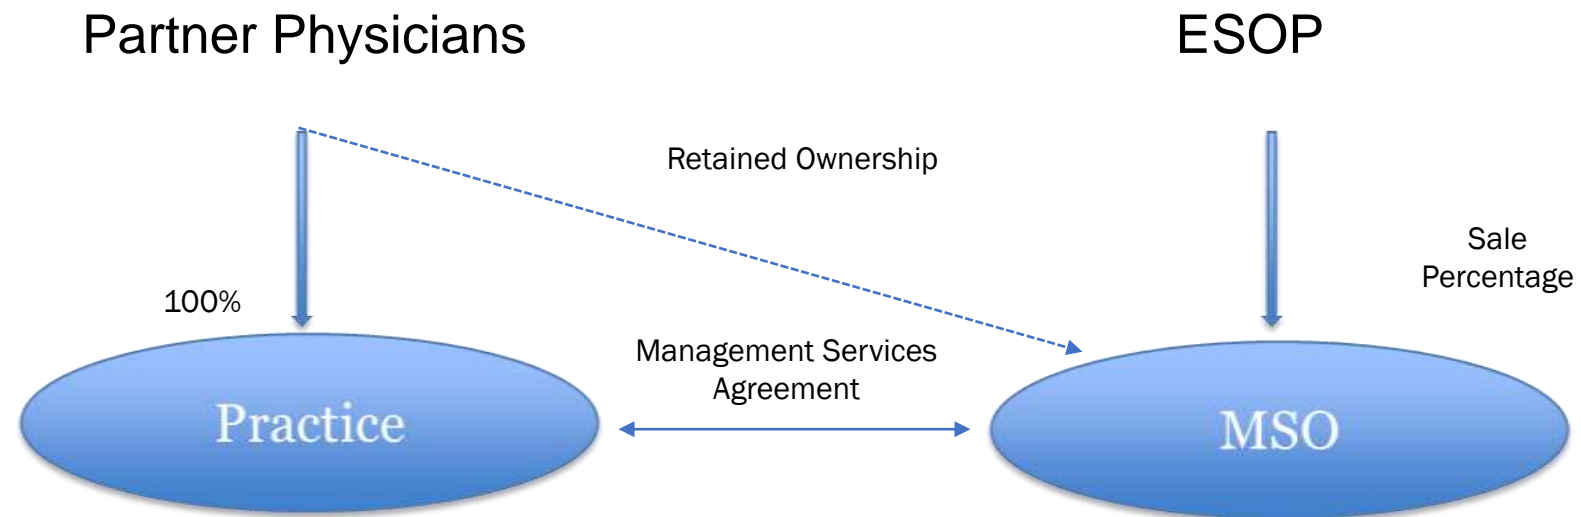 Partner Physicians
ESOP
Retained Ownership
Sale
Percentage
100%
Management Services
Agreement
Practice
MSO